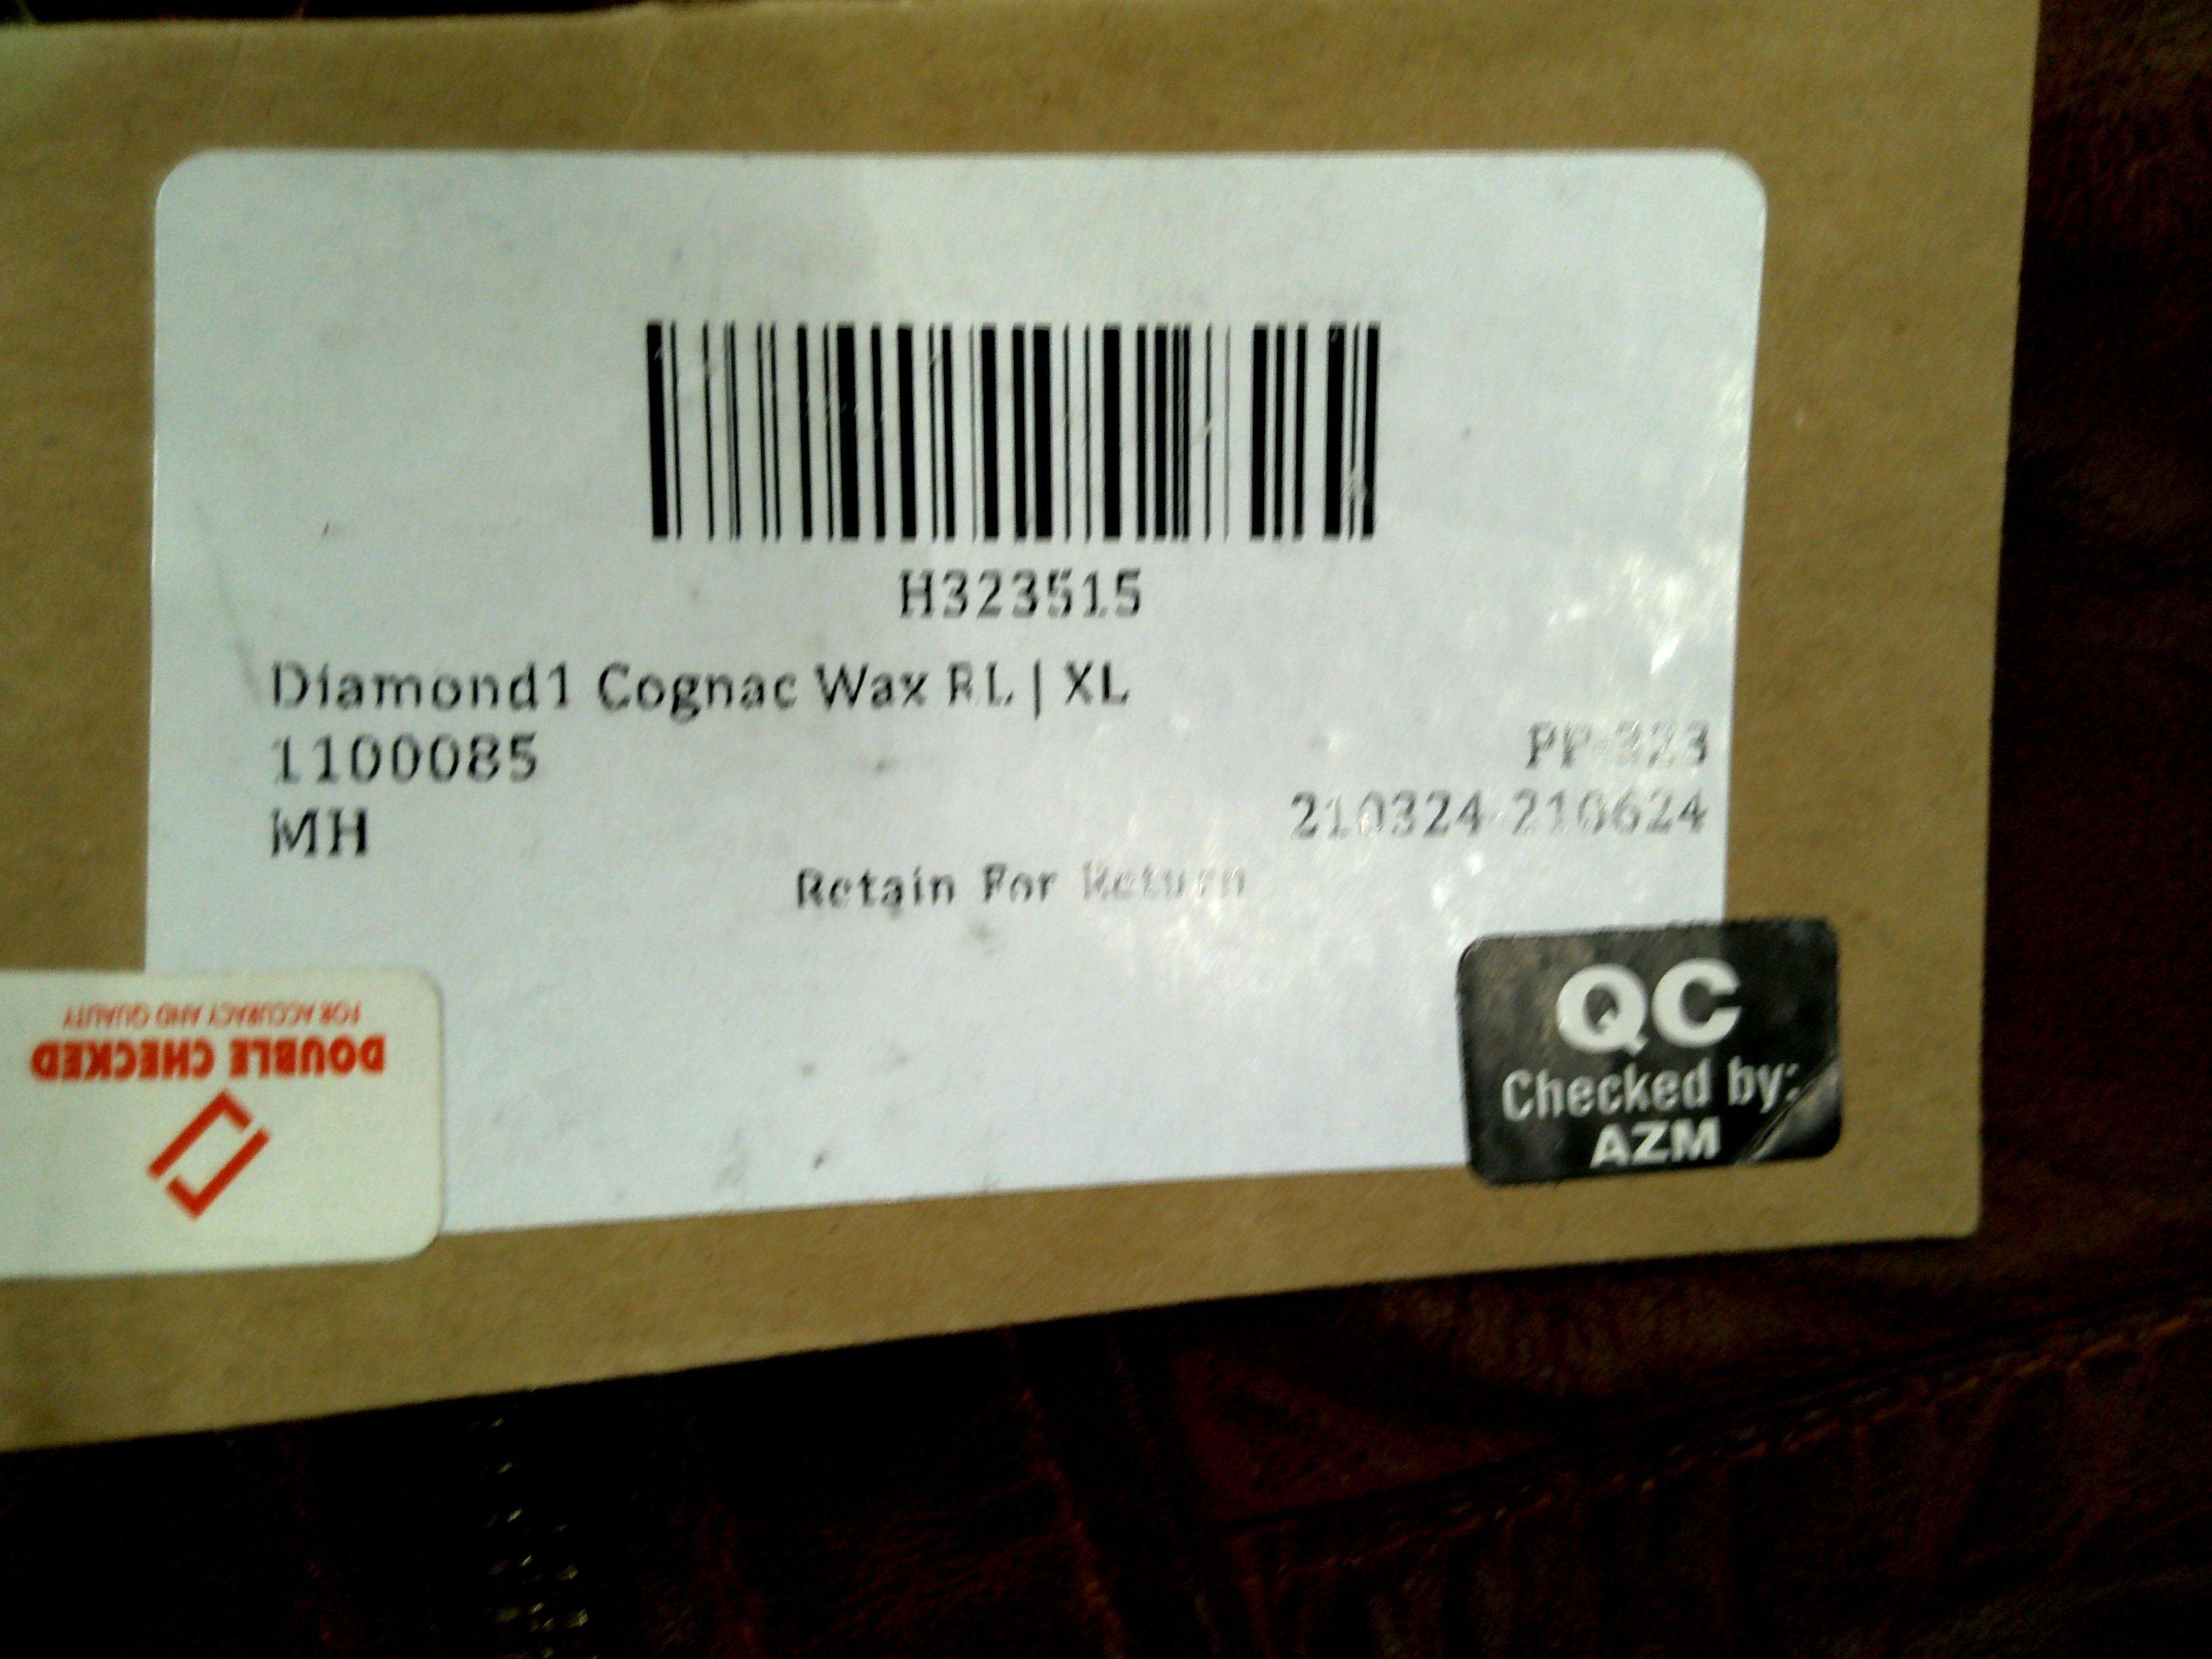 H323515
Diamond1 Cognac Wax RL | XL
1100085
PP-323
MH
210324-210624
Retain For Return
QC
Checked by:
AZM
DOUBLE CHECKED
FOR ACCURACY AND QUALITY